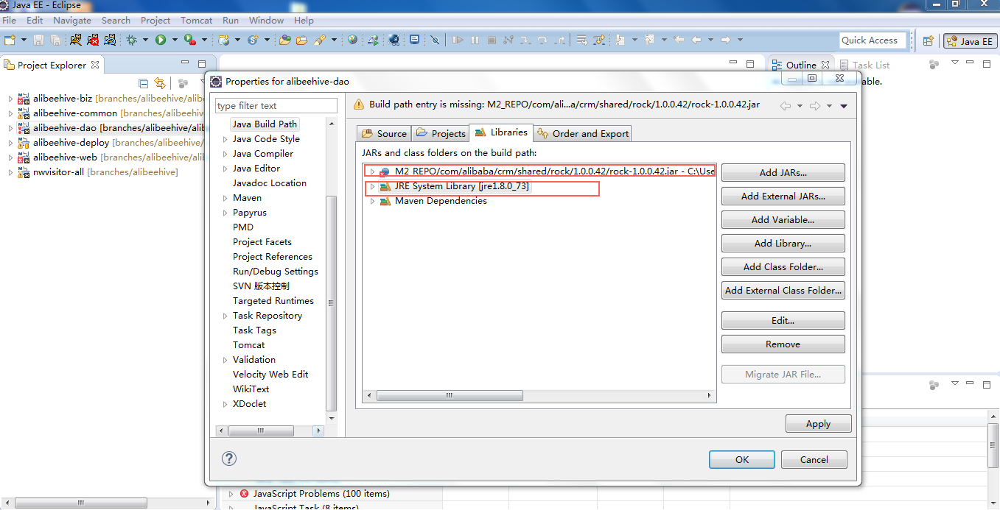 Java EE - Eclipse
File Edit Navigate Search Project Tomcat Run Window Help
Quick Access
Java EE
Project Explorer
alibeehive-biz [branches/alibeehive/alibe
alibeehive-common [branches/alibeehiv
alibeehive-dao [branches/alibeehive/alib
alibeehive-deploy [branches/alibeehive/
alibeehive-web [branches/alibeehive/ali
nwvisitor-all [branches/alibeehive]
Outline
Task List
able.
Properties for alibeehive-dao
type filter text
Java Build Path
Java Code Style
Java Compiler
Java Editor
Javadoc Location
Maven
Papyrus
PMD
Project Facets
Project References
Run/Debug Settings
SVN 版本控制
Targeted Runtimes
Task Repository
Task Tags
Tomcat
Validation
Velocity Web Edit
WikiText
XDoclet
Build path entry is missing: M2_REPO/com/ali...a/crm/shared/rock/1.0.0.42/rock-1.0.0.42.jar
Source
Projects
Libraries
Order and Export
JARs and class folders on the build path:
M2_REPO/com/alibaba/crm/shared/rock/1.0.0.42/rock-1.0.0.42.jar - C:\Use
JRE System Library [jre1.8.0_73]
Maven Dependencies
Add JARs...
Add External JARs...
Add Variable...
Add Library...
Add Class Folder...
Add External Class Folder...
Edit...
Remove
Migrate JAR File...
Apply
OK
Cancel
JavaScript Problems (100 items)
JavaScript Task (8 items)